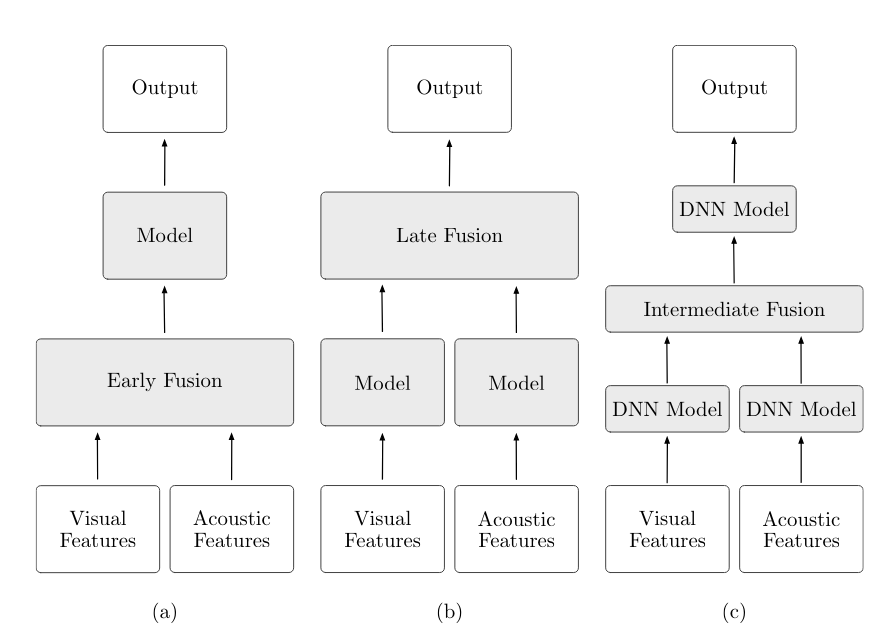 Output
Model
Early Fusion
Visual
Features
Acoustic
Features
(a)
Output
Late Fusion
Model
Model
Visual
Features
Acoustic
Features
(b)
Output
DNN Model
Intermediate Fusion
DNN Model
DNN Model
Visual
Features
Acoustic
Features
(c)